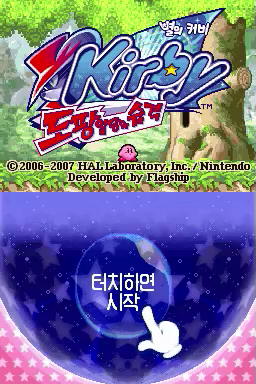 별의 커비
Kirby
TM
도팡일당의 습격
©2006-2007 HAL Laboratory, Inc. / Nintendo
Developed by Flagship
터치하면
시작